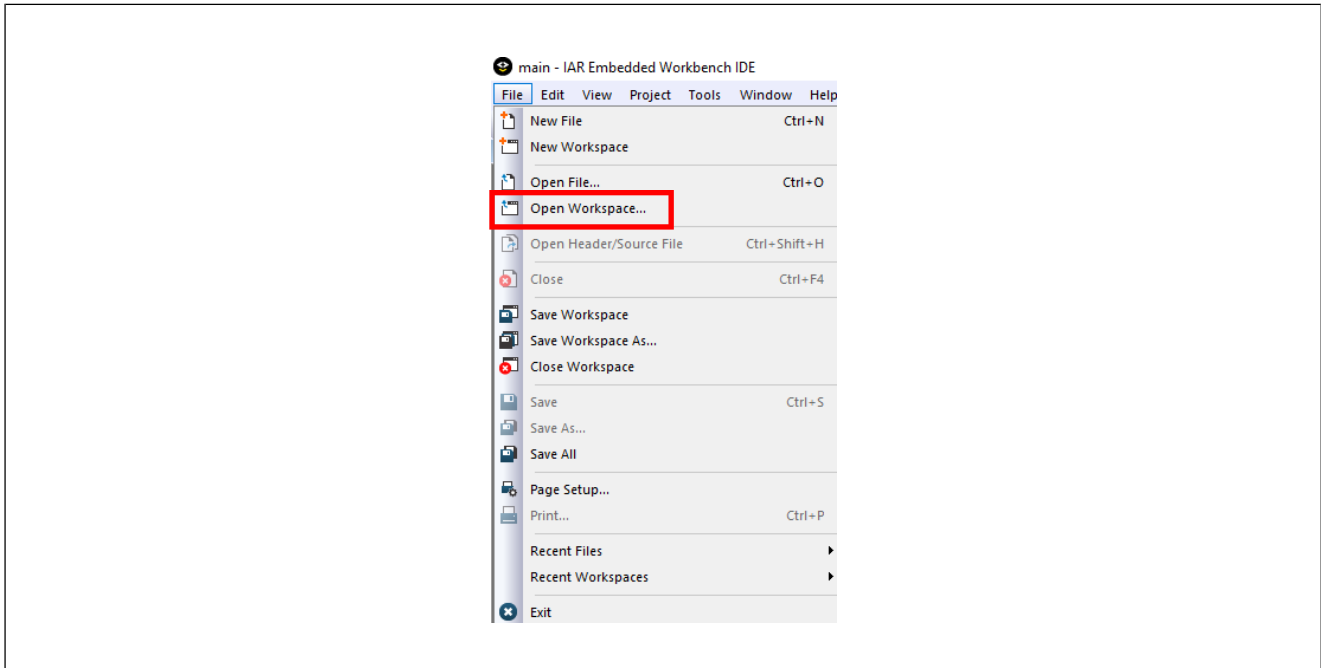 main - IAR Embedded Workbench IDE
File Edit View Project Tools Window Help
New File Ctrl+N
New Workspace
Open File... Ctrl+O
Open Workspace...
Open Header/Source File Ctrl+Shift+H
Close Ctrl+F4
Save Workspace
Save Workspace As...
Close Workspace
Save Ctrl+S
Save As...
Save All
Page Setup...
Print... Ctrl+P
Recent Files
Recent Workspaces
Exit